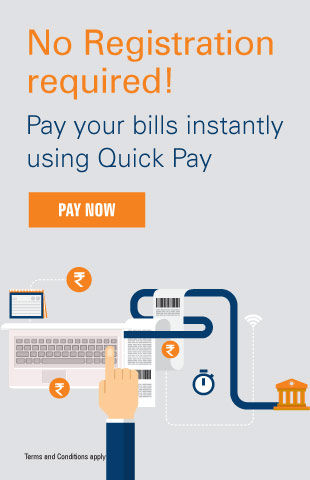 No Registration
required!
Pay your bills instantly
using Quick Pay
PAY NOW
₹
₹
₹
Terms and Conditions apply